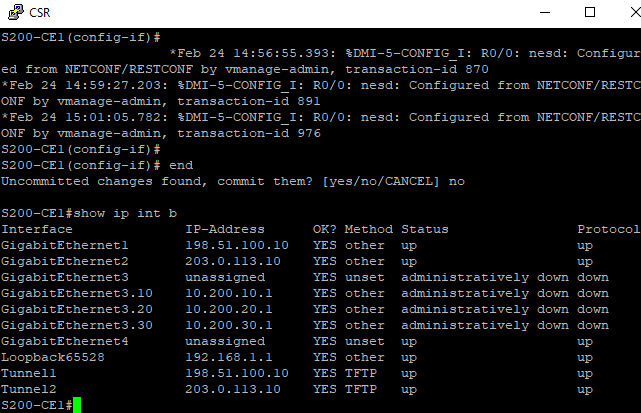 CSR
S200-CE1(config-if)#
*Feb 24 14:56:55.393: %DMI-5-CONFIG_I: R0/0: nesd: Configur
ed from NETCONF/RESTCONF by vmanage-admin, transaction-id 870
*Feb 24 14:59:27.203: %DMI-5-CONFIG_I: R0/0: nesd: Configured from NETCONF/RESTC
ONF by vmanage-admin, transaction-id 891
*Feb 24 15:01:05.782: %DMI-5-CONFIG_I: R0/0: nesd: Configured from NETCONF/RESTC
ONF by vmanage-admin, transaction-id 976
S200-CE1(config-if)#
S200-CE1(config-if)# end
Uncommitted changes found, commit them? [yes/no/CANCEL] no
S200-CE1#show ip int b
Interface IP-Address OK? Method Status Protocol
GigabitEthernet1 198.51.100.10 YES other up up
GigabitEthernet2 203.0.113.10 YES other up up
GigabitEthernet3 unassigned YES unset administratively down down
GigabitEthernet3.10 10.200.10.1 YES other administratively down down
GigabitEthernet3.20 10.200.20.1 YES other administratively down down
GigabitEthernet3.30 10.200.30.1 YES other administratively down down
GigabitEthernet4 unassigned YES unset up up
Loopback65528 192.168.1.1 YES other up up
Tunnel1 198.51.100.10 YES TFTP up up
Tunnel2 203.0.113.10 YES TFTP up up
S200-CE1#